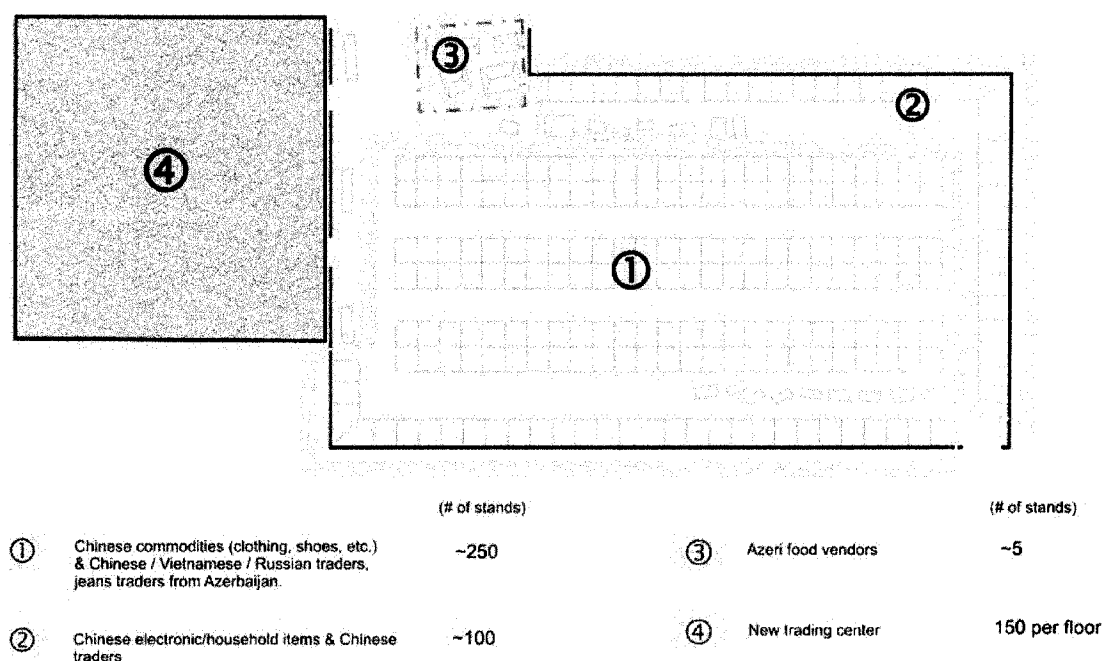 ③
②
④
①
(# of stands)
(# of stands)
① Chinese commodities (clothing, shoes, etc.) ~250
& Chinese / Vietnamese / Russian traders,
jeans traders from Azerbaijan.
③ Azeri food vendors ~5
② Chinese electronic/household items & Chinese ~100
traders
④ New trading center 150 per floor